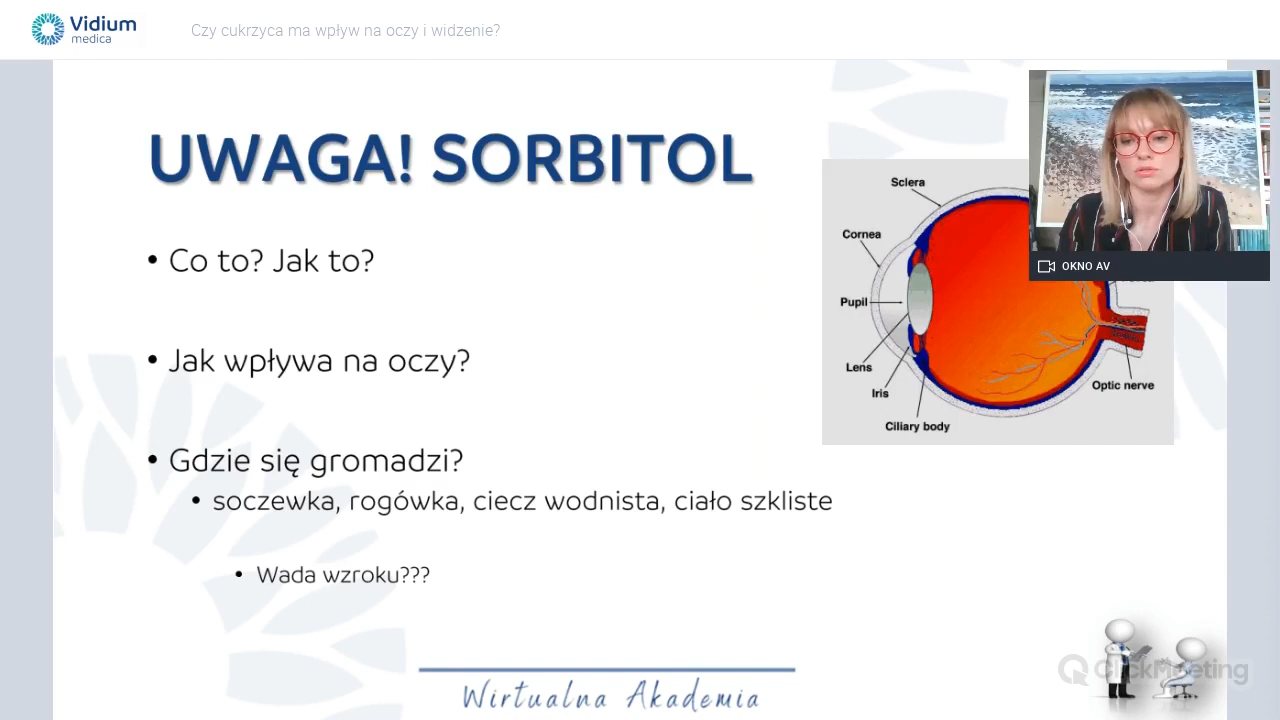 Vidium
medica
Czy cukrzyca ma wpływ na oczy i widzenie?
UWAGA! SORBITOL
• Co to? Jak to?
• Jak wpływa na oczy?
• Gdzie się gromadzi?
• soczewka, rogówka, ciecz wodnista, ciało szkliste
• Wada wzroku???
Sclera
Cornea
Pupil
Lens
Iris
Ciliary body
Optic nerve
OKNO AV
Wirtualna Akademia
ClickMeeting